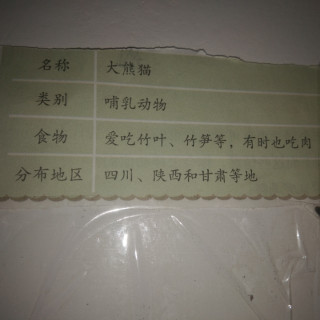 名称 大熊猫
类别 哺乳动物
食物 爱吃竹叶、竹笋等，有时也吃肉
分布地区 四川、陕西和甘肃等地